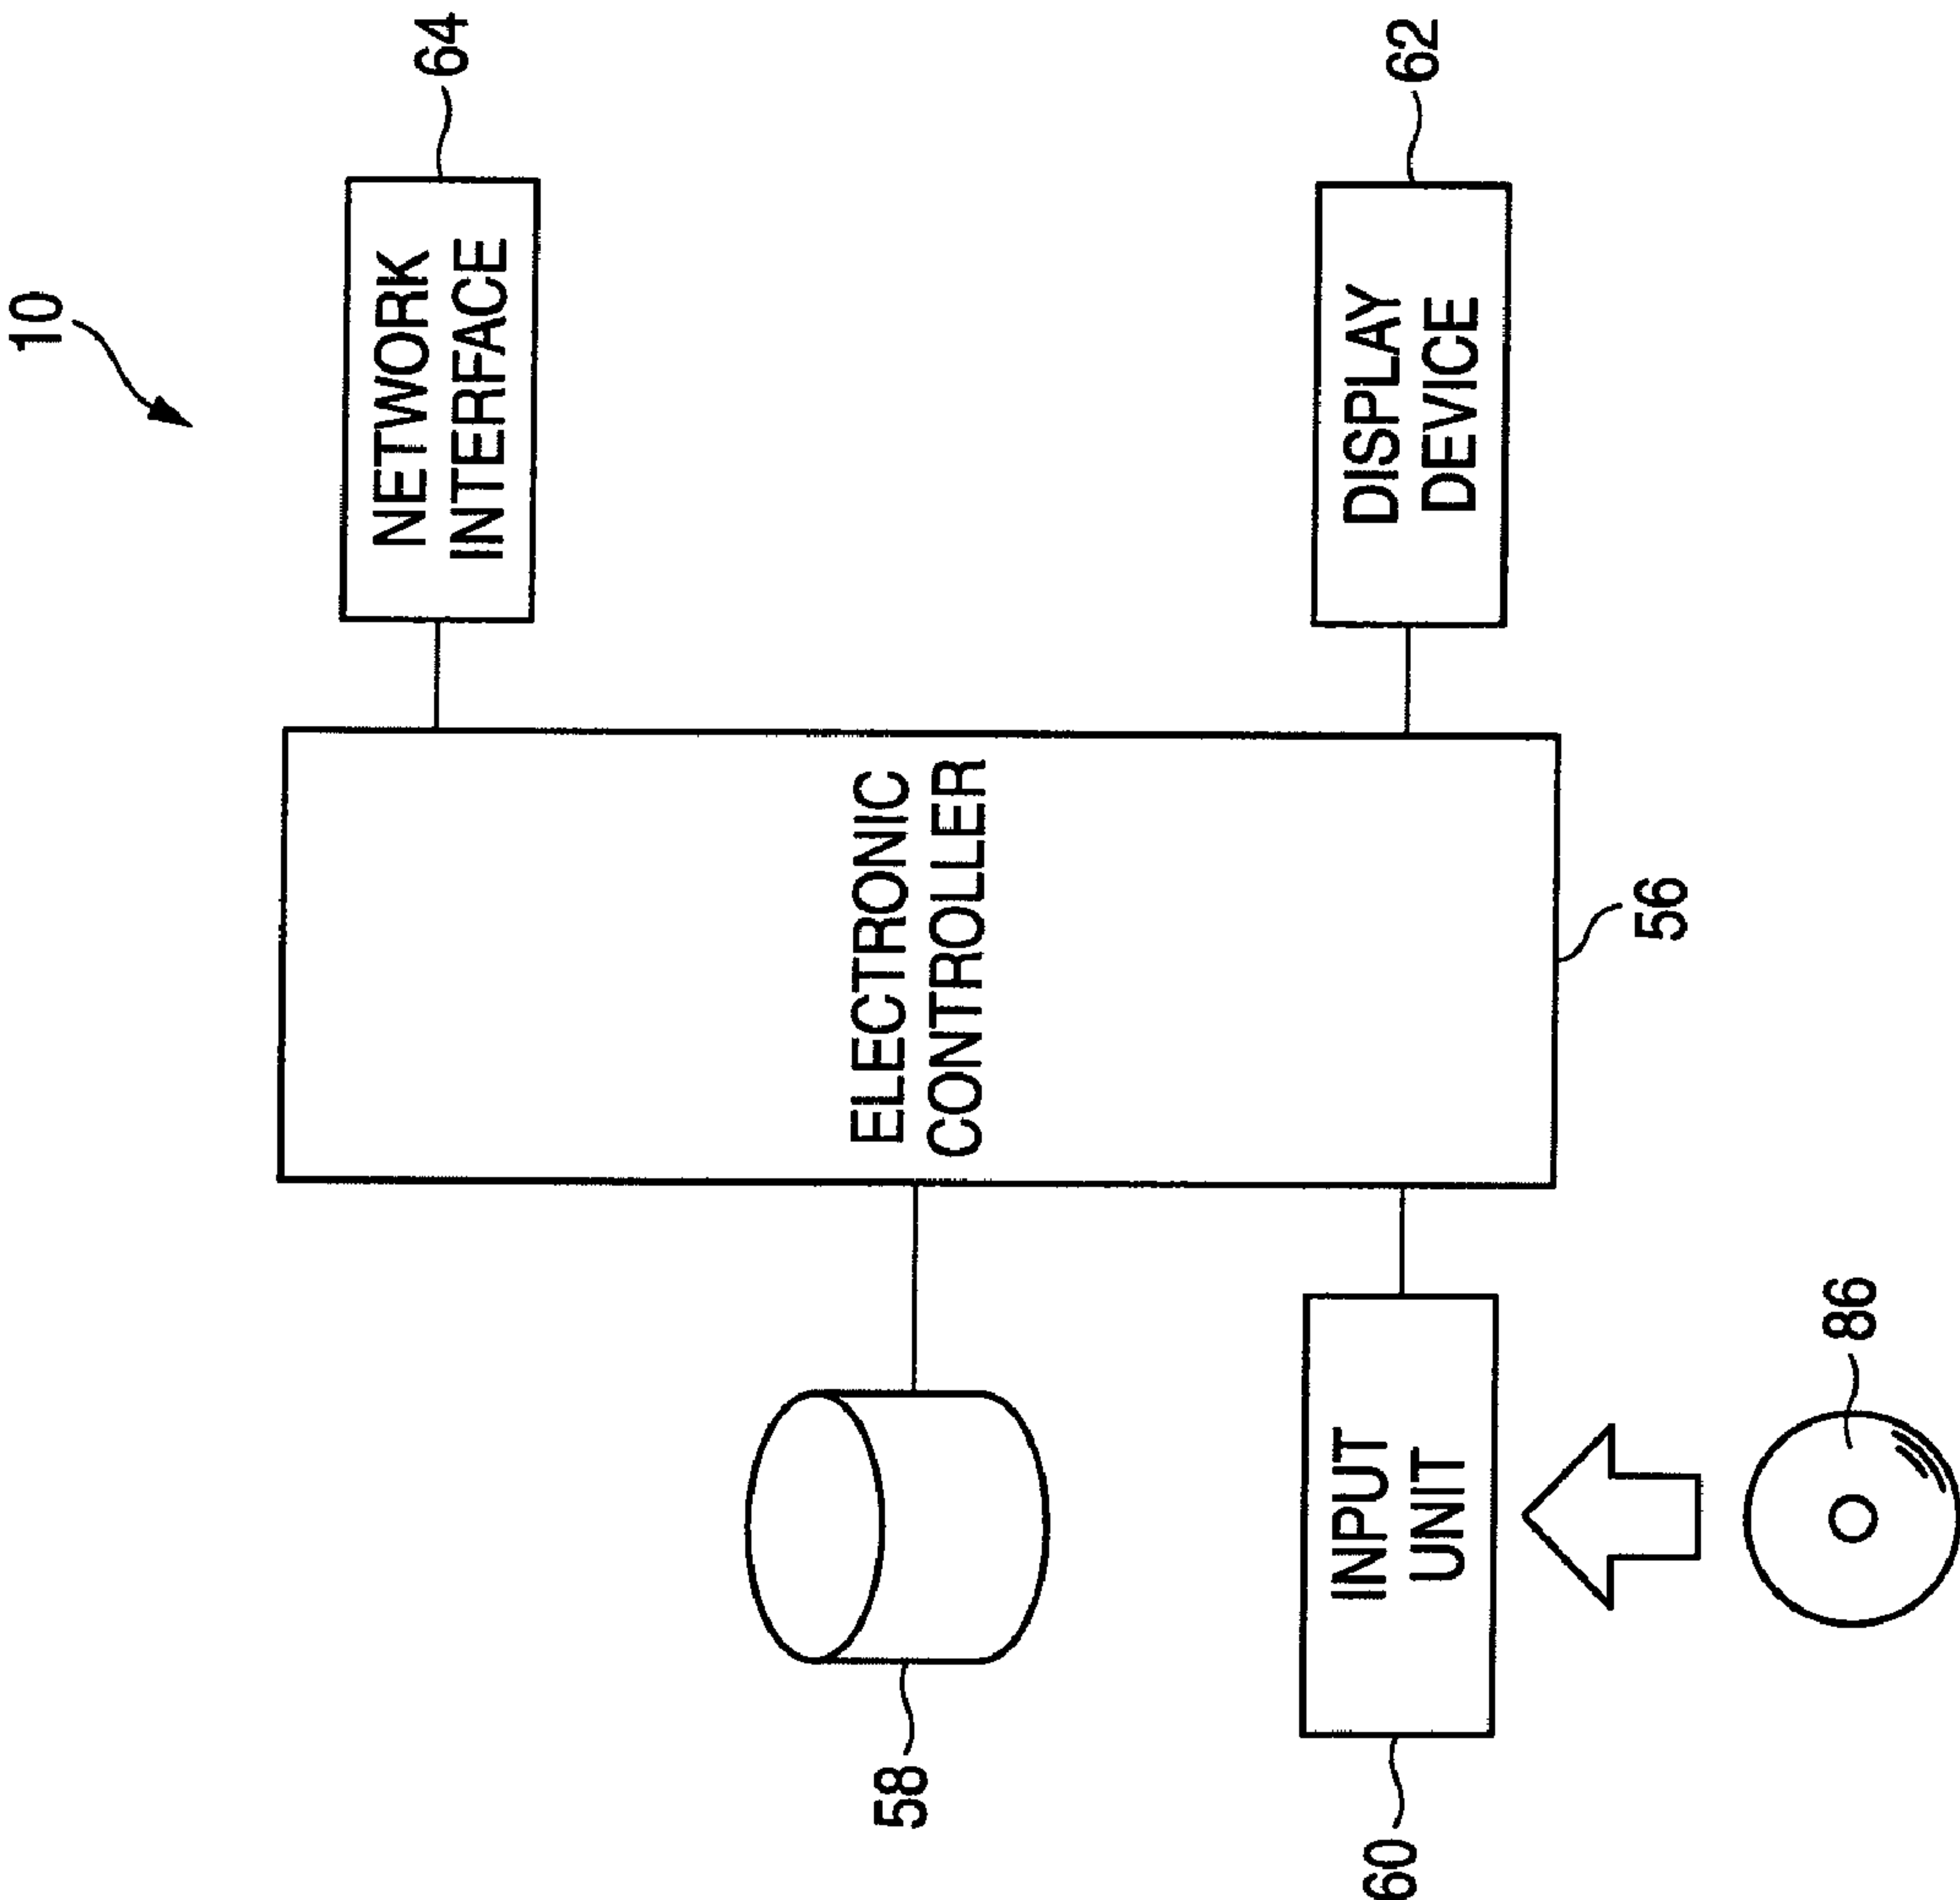 10
58
ELECTRONIC
CONTROLLER
NETWORK
INTERFACE
64
60
INPUT
UNIT
DISPLAY
DEVICE
62
56
86